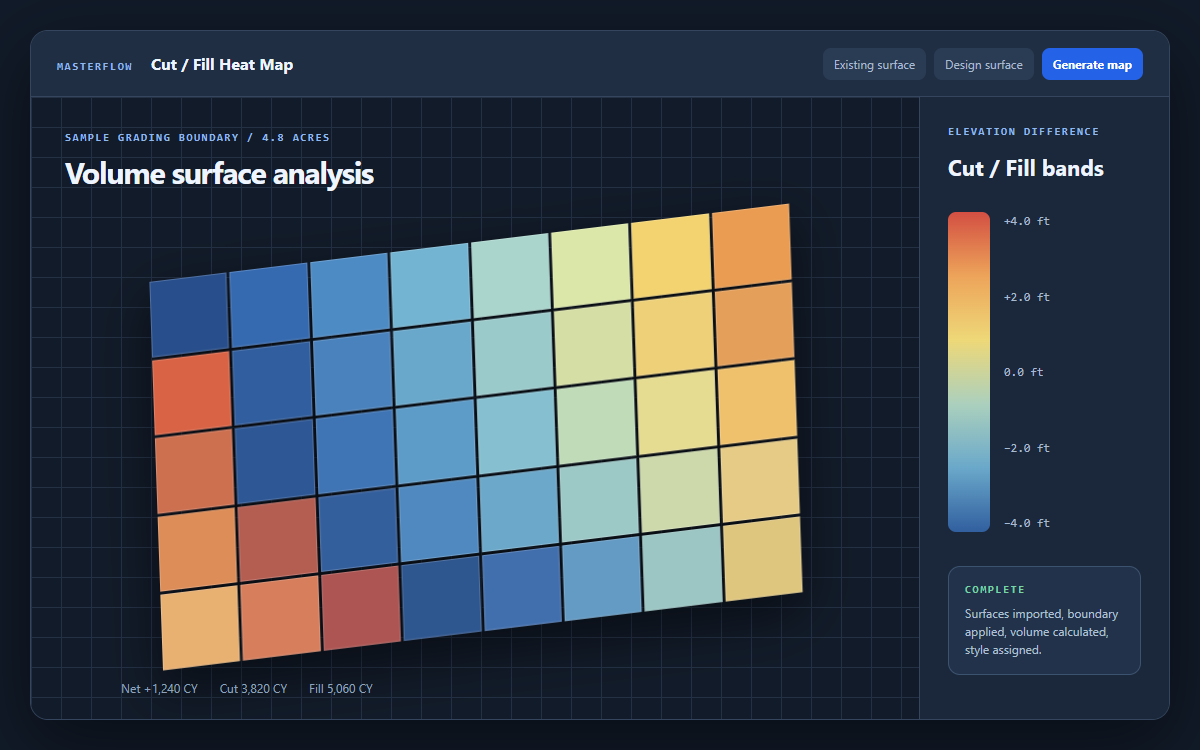 MASTERFLOW Cut / Fill Heat Map Existing surface Design surface Generate map
SAMPLE GRADING BOUNDARY / 4.8 ACRES
Volume surface analysis
Net +1,240 CY Cut 3,820 CY Fill 5,060 CY
ELEVATION DIFFERENCE
Cut / Fill bands
+4.0 ft
+2.0 ft
0.0 ft
−2.0 ft
−4.0 ft
COMPLETE
Surfaces imported, boundary
applied, volume calculated,
style assigned.